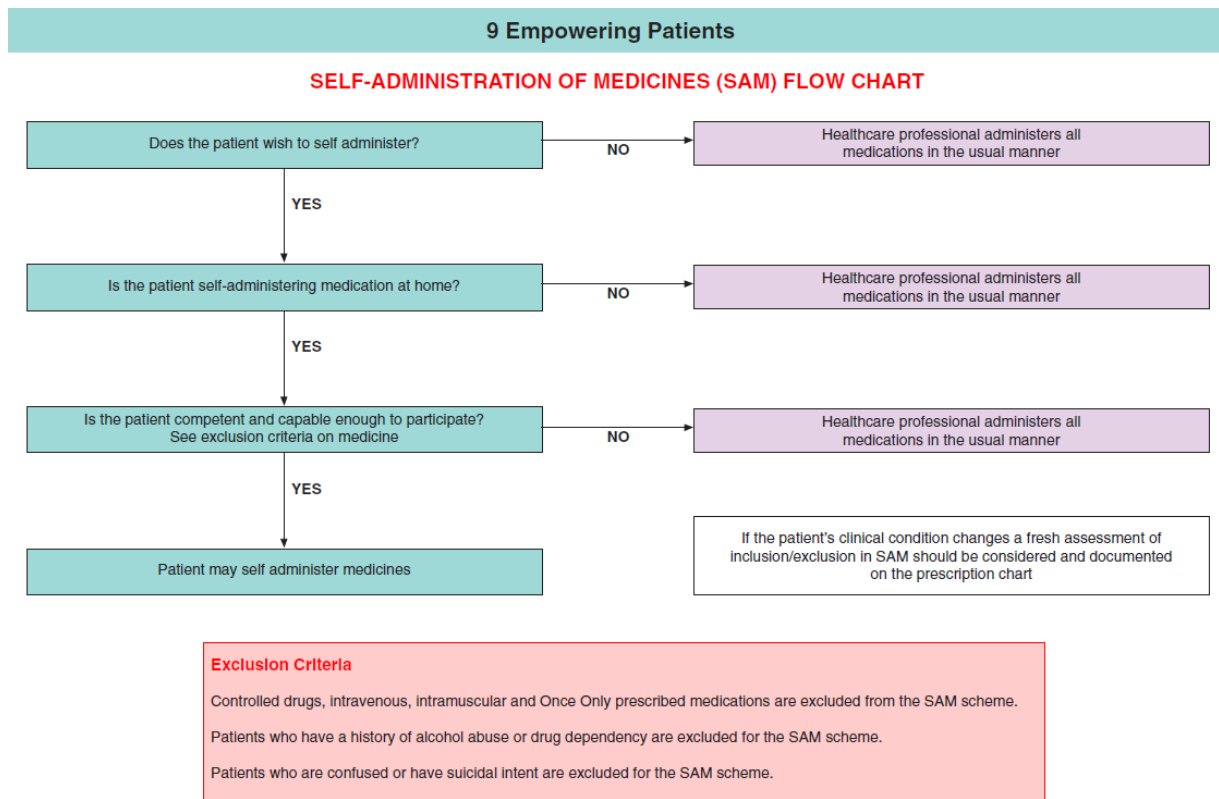 9 Empowering Patients
SELF-ADMINISTRATION OF MEDICINES (SAM) FLOW CHART
Does the patient wish to self administer?
NO
Healthcare professional administers all
medications in the usual manner
YES
Is the patient self-administering medication at home?
NO
Healthcare professional administers all
medications in the usual manner
YES
Is the patient competent and capable enough to participate?
See exclusion criteria on medicine
NO
Healthcare professional administers all
medications in the usual manner
YES
Patient may self administer medicines
If the patient's clinical condition changes a fresh assessment of
inclusion/exclusion in SAM should be considered and documented
on the prescription chart
Exclusion Criteria
Controlled drugs, intravenous, intramuscular and Once Only prescribed medications are excluded from the SAM scheme.
Patients who have a history of alcohol abuse or drug dependency are excluded for the SAM scheme.
Patients who are confused or have suicidal intent are excluded for the SAM scheme.